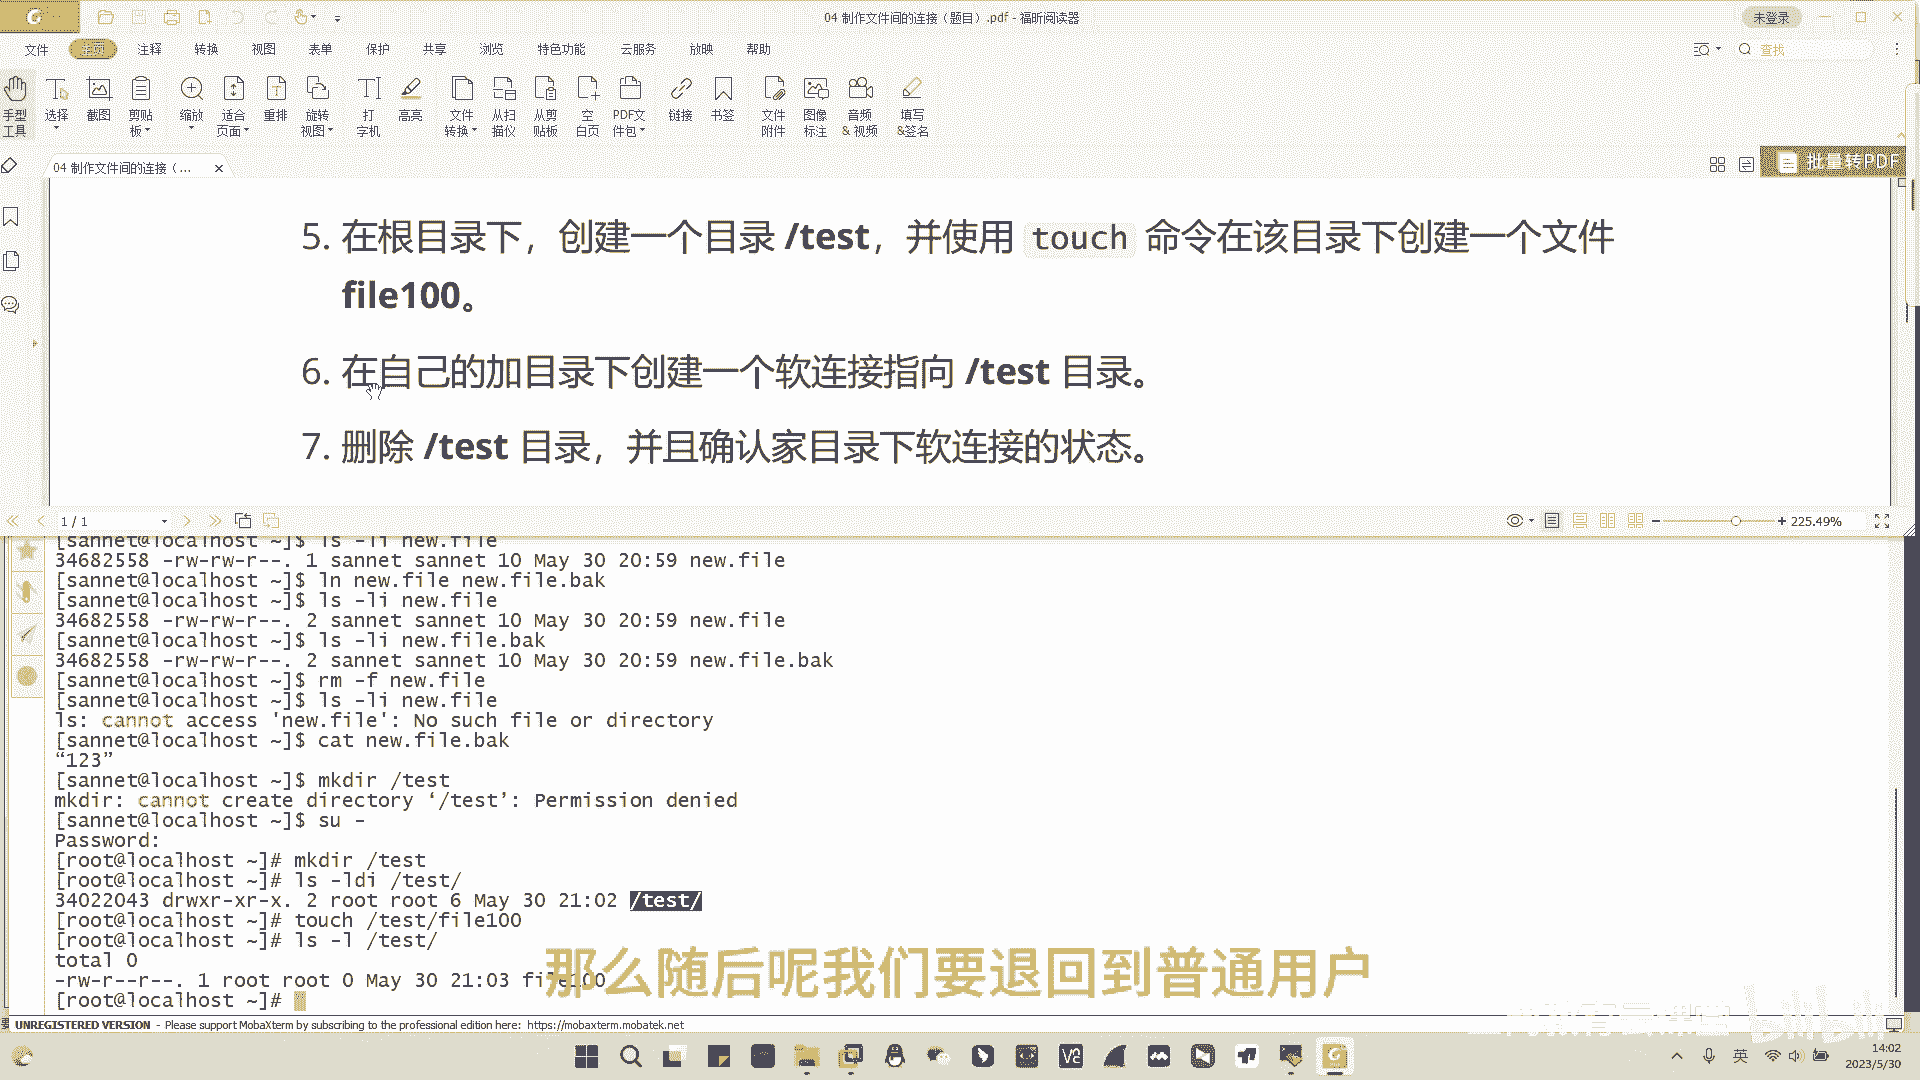 04 制作文件间的连接（题目）.pdf - 福昕阅读器
未登录
文件 主页 注释 转换 视图 表单 保护 共享 浏览 特色功能 云服务 放映 帮助
查找
手型工具 选择 截图 剪贴板 缩放 适合页面 重排 旋转视图 打字机 高亮 文件转换 从扫描仪 从剪贴板 空白页 PDF文件包 链接 书签 文件附件 图像标注 音频&视频 填写&签名
04 制作文件间的连接（...
批量转PDF
5. 在根目录下，创建一个目录 /test，并使用 touch 命令在该目录下创建一个文件
file100。
6. 在自己的加目录下创建一个软连接指向 /test 目录。
7. 删除 /test 目录，并且确认家目录下软连接的状态。
1 / 1
225.49%
[sannet@localhost ~]$ ls -li new.file
34682558 -rw-rw-r--. 1 sannet sannet 10 May 30 20:59 new.file
[sannet@localhost ~]$ ln new.file new.file.bak
[sannet@localhost ~]$ ls -li new.file
34682558 -rw-rw-r--. 2 sannet sannet 10 May 30 20:59 new.file
[sannet@localhost ~]$ ls -li new.file.bak
34682558 -rw-rw-r--. 2 sannet sannet 10 May 30 20:59 new.file.bak
[sannet@localhost ~]$ rm -f new.file
[sannet@localhost ~]$ ls -li new.file
ls: cannot access 'new.file': No such file or directory
[sannet@localhost ~]$ cat new.file.bak
“123”
[sannet@localhost ~]$ mkdir /test
mkdir: cannot create directory ‘/test’: Permission denied
[sannet@localhost ~]$ su -
Password:
[root@localhost ~]# mkdir /test
[root@localhost ~]# ls -ldi /test/
34022043 drwxr-xr-x. 2 root root 6 May 30 21:02 /test/
[root@localhost ~]# touch /test/file100
[root@localhost ~]# ls -l /test/
total 0
-rw-r--r--. 1 root root 0 May 30 21:03 file100
[root@localhost ~]#
那么随后呢我们要退回到普通用户
UNREGISTERED VERSION - Please support MobaXterm by subscribing to the professional edition here: https://mobaxterm.mobatek.net
英
14:02
2023/5/30